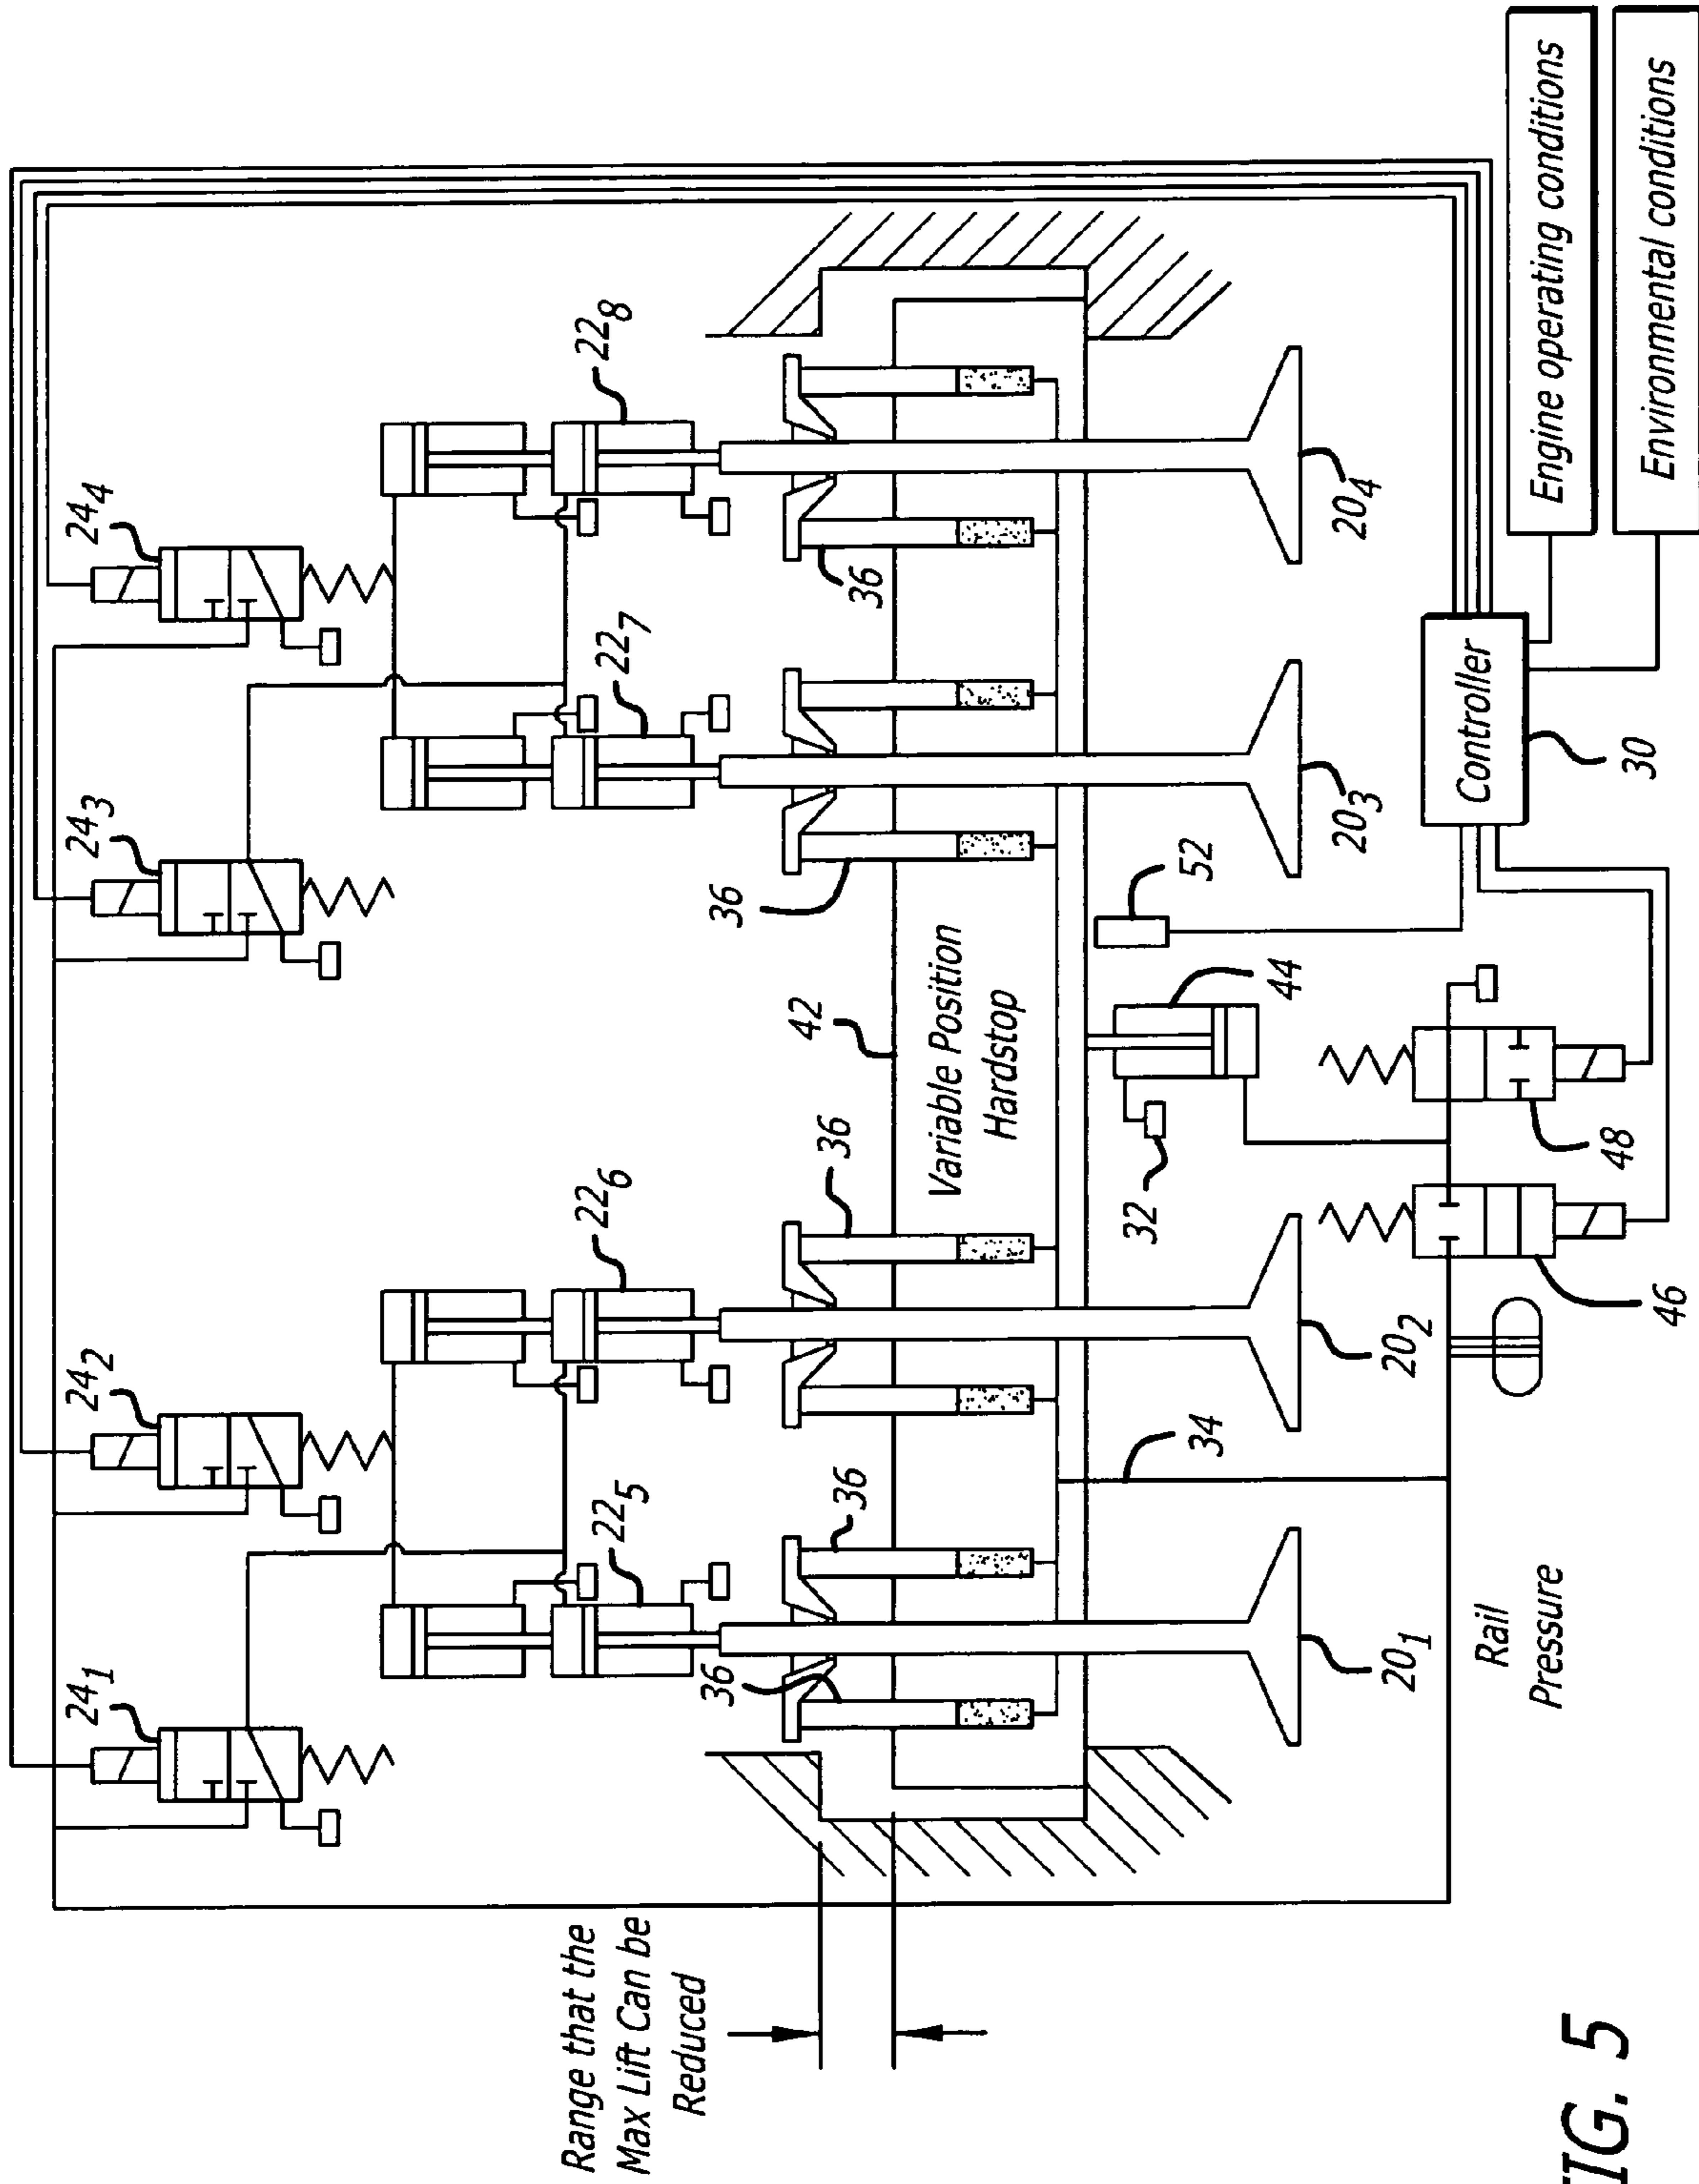 24₁
24₂
24₃
24₄
Range that the
Max Lift Can be
Reduced
22₅
22₆
22₇
22₈
36
36
36
42
36
36
Variable Position
Hardstop
32
44
52
34
20₁
20₂
20₃
20₄
Rail
Pressure
46
48
Controller
30
Engine operating conditions
Environmental conditions
FIG. 5